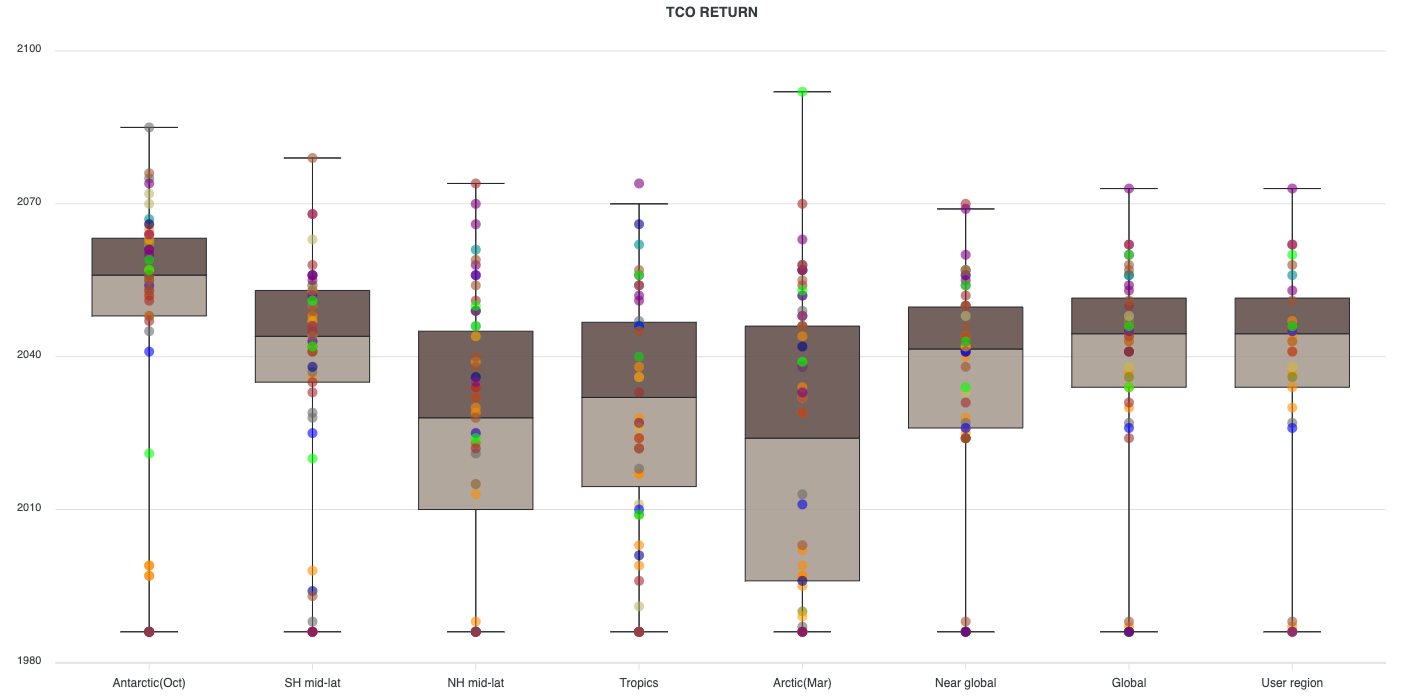 TCO RETURN
2100
2070
2040
2010
1980
Antarctic(Oct) SH mid-lat NH mid-lat Tropics Arctic(Mar) Near global Global User region